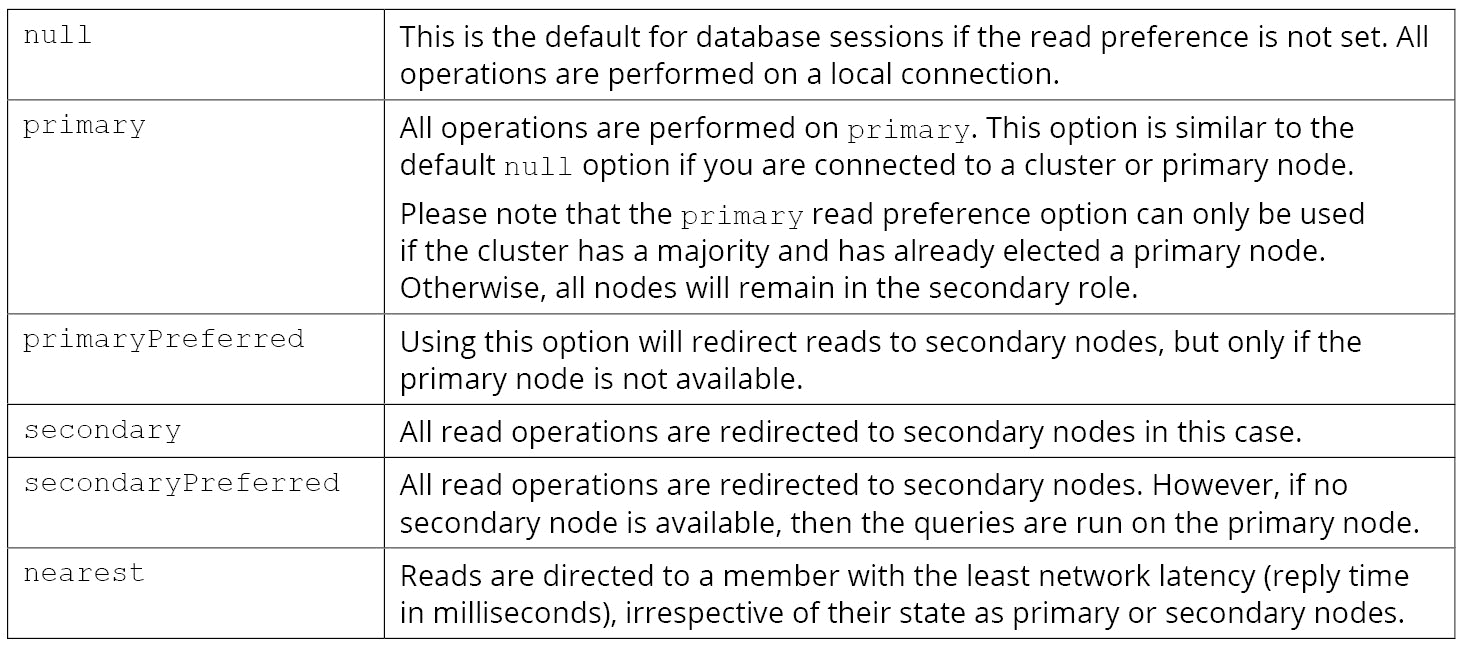 null
This is the default for database sessions if the read preference is not set. All
operations are performed on a local connection.
primary
All operations are performed on primary. This option is similar to the
default null option if you are connected to a cluster or primary node.
Please note that the primary read preference option can only be used
if the cluster has a majority and has already elected a primary node.
Otherwise, all nodes will remain in the secondary role.
primaryPreferred
Using this option will redirect reads to secondary nodes, but only if the
primary node is not available.
secondary
All read operations are redirected to secondary nodes in this case.
secondaryPreferred
All read operations are redirected to secondary nodes. However, if no
secondary node is available, then the queries are run on the primary node.
nearest
Reads are directed to a member with the least network latency (reply time
in milliseconds), irrespective of their state as primary or secondary nodes.